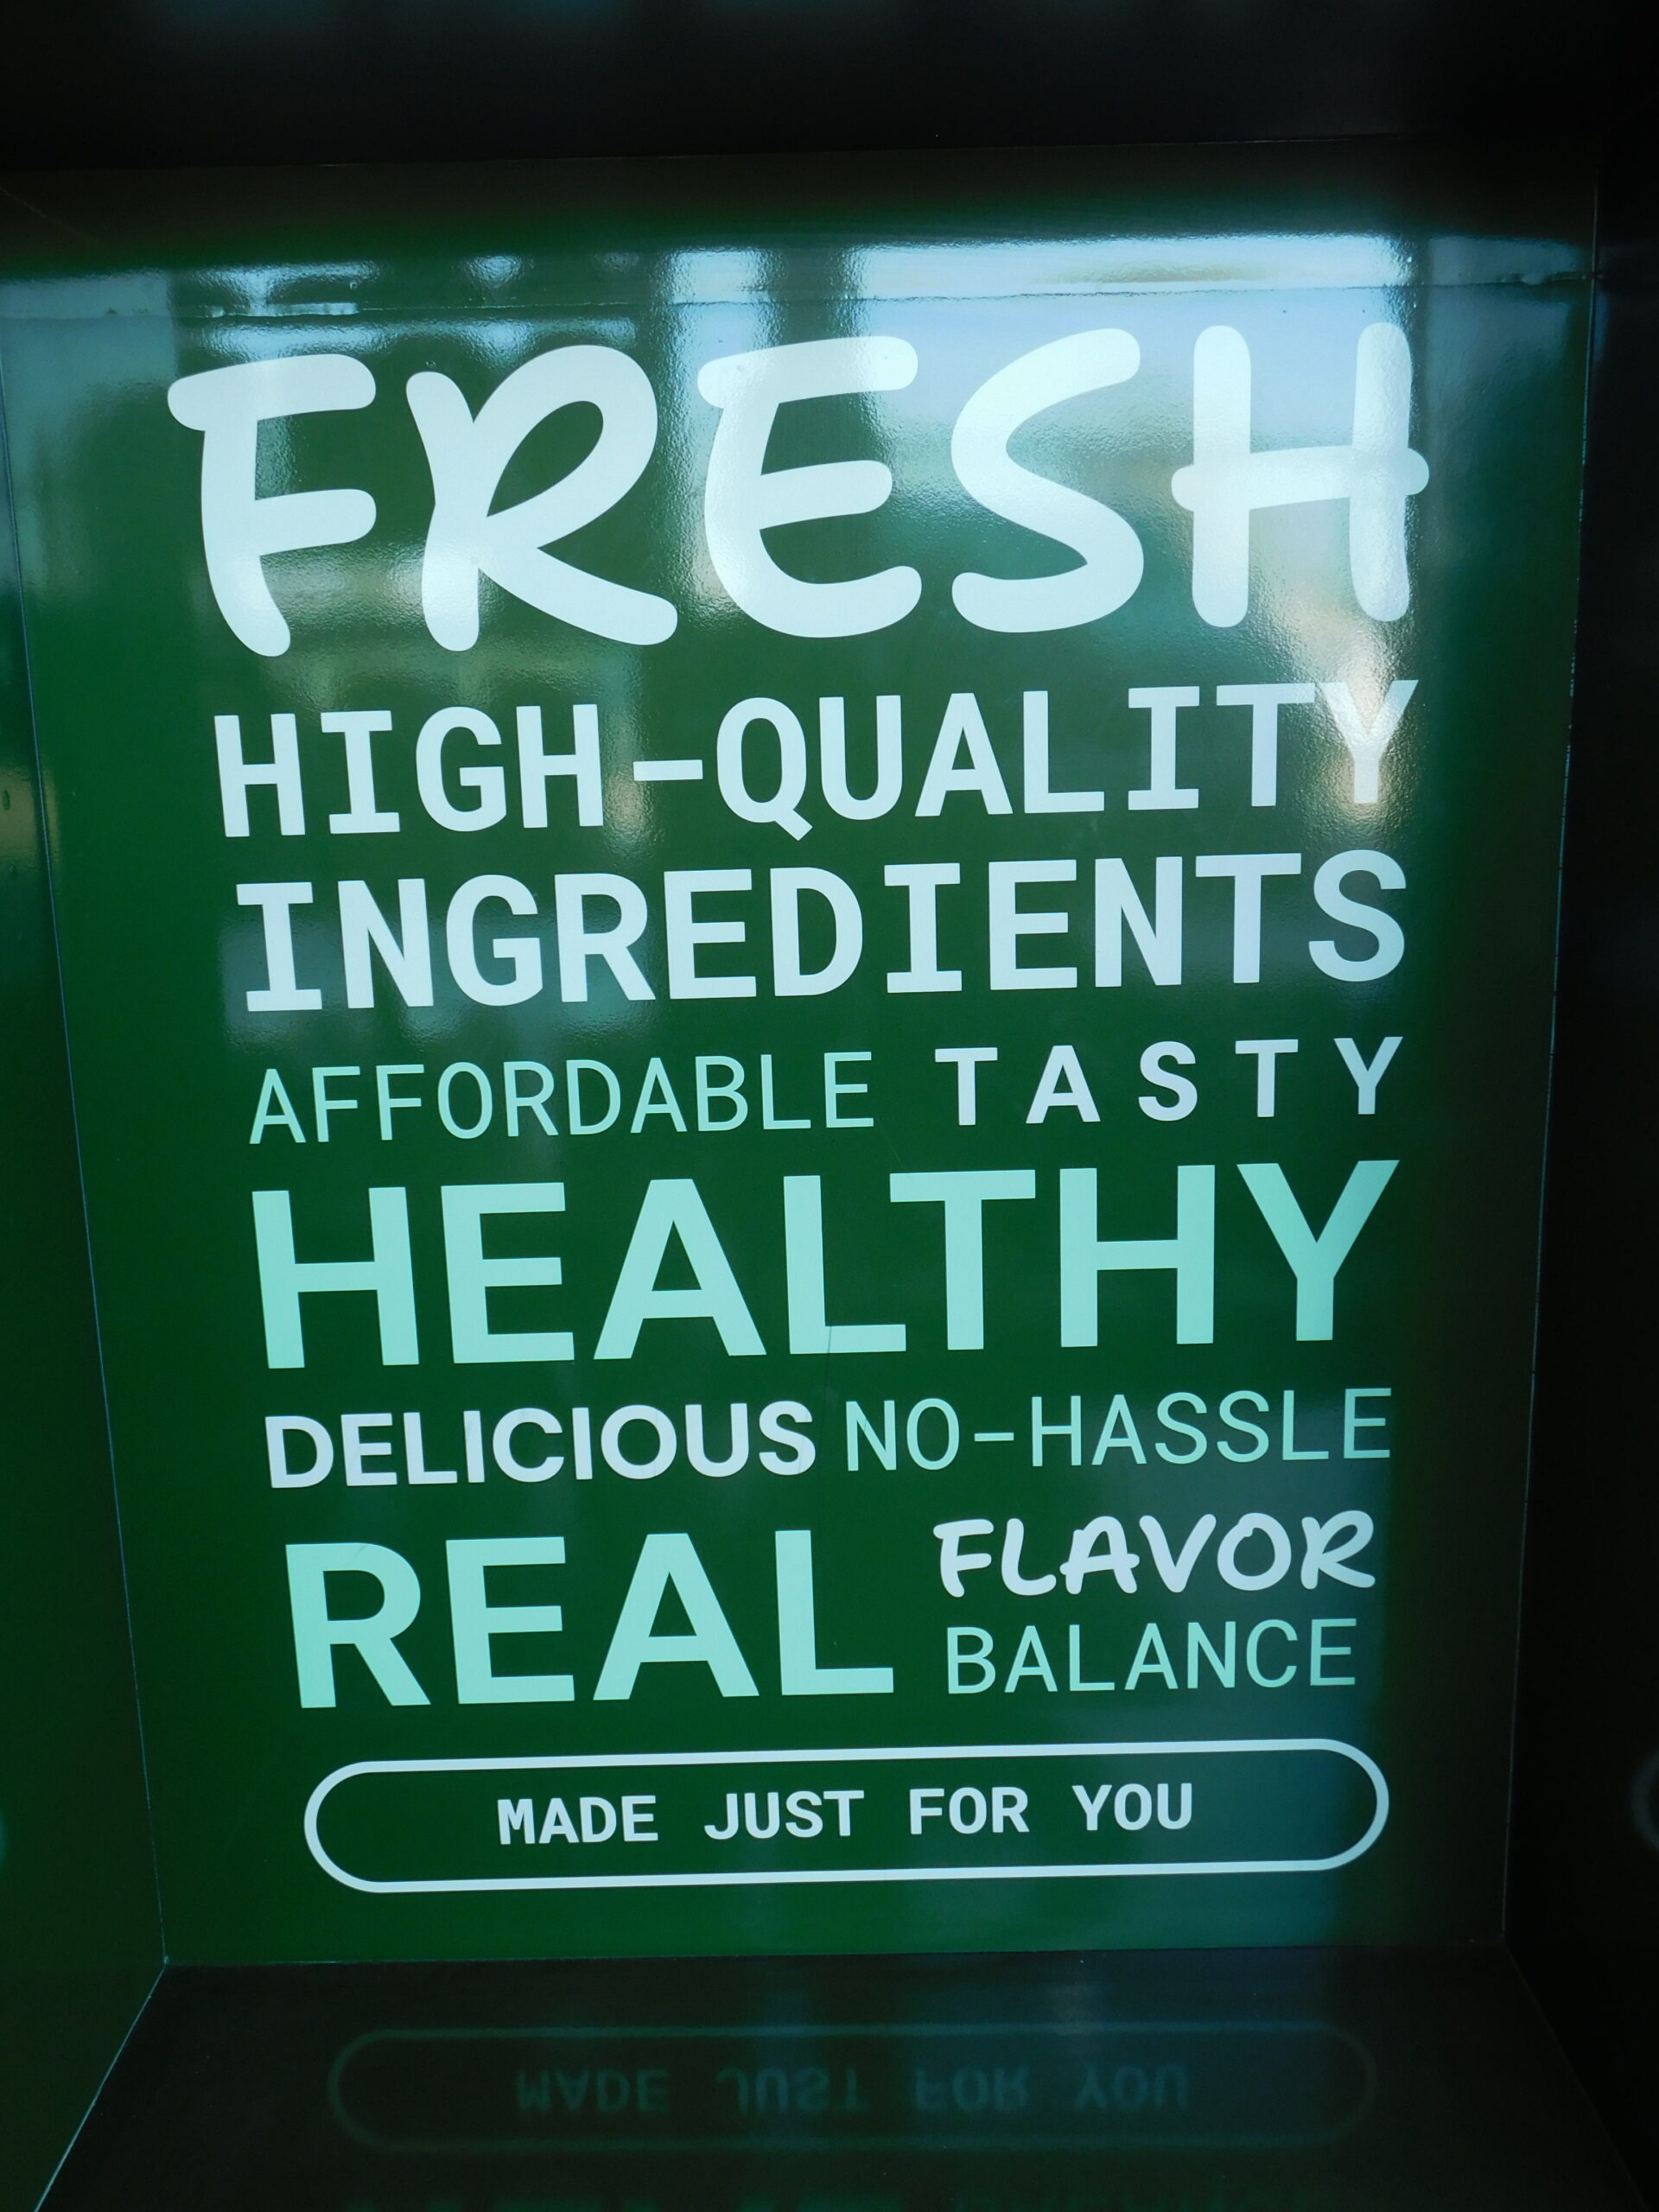 FRESH
HIGH-QUALITY
INGREDIENTS
AFFORDABLE TASTY
HEALTHY
DELICIOUS NO-HASSLE
REAL FLAVOR
BALANCE
MADE JUST FOR YOU